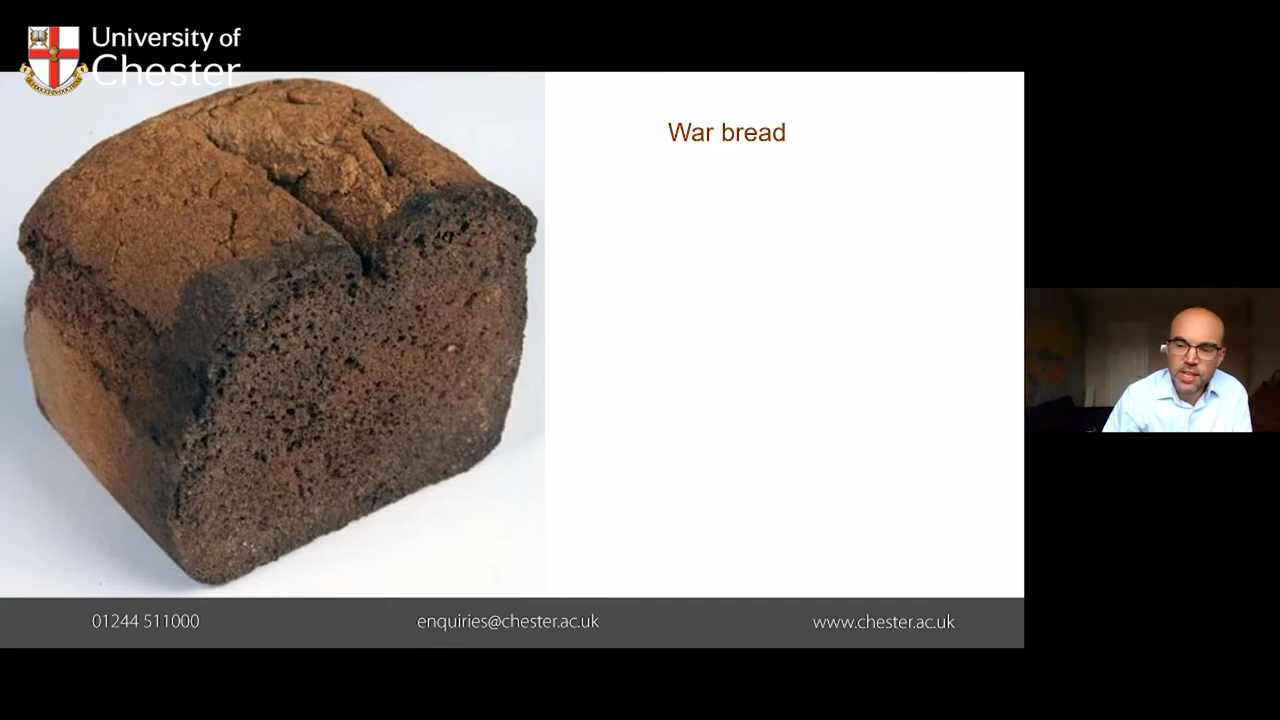 University of
Chester
War bread
01244 511000
enquiries@chester.ac.uk
www.chester.ac.uk